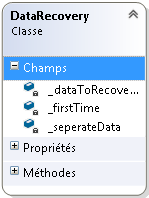 DataRecovery
Classe
Champs
_dataToRecove...
_firstTime
_seperateData
Propriétés
Méthodes